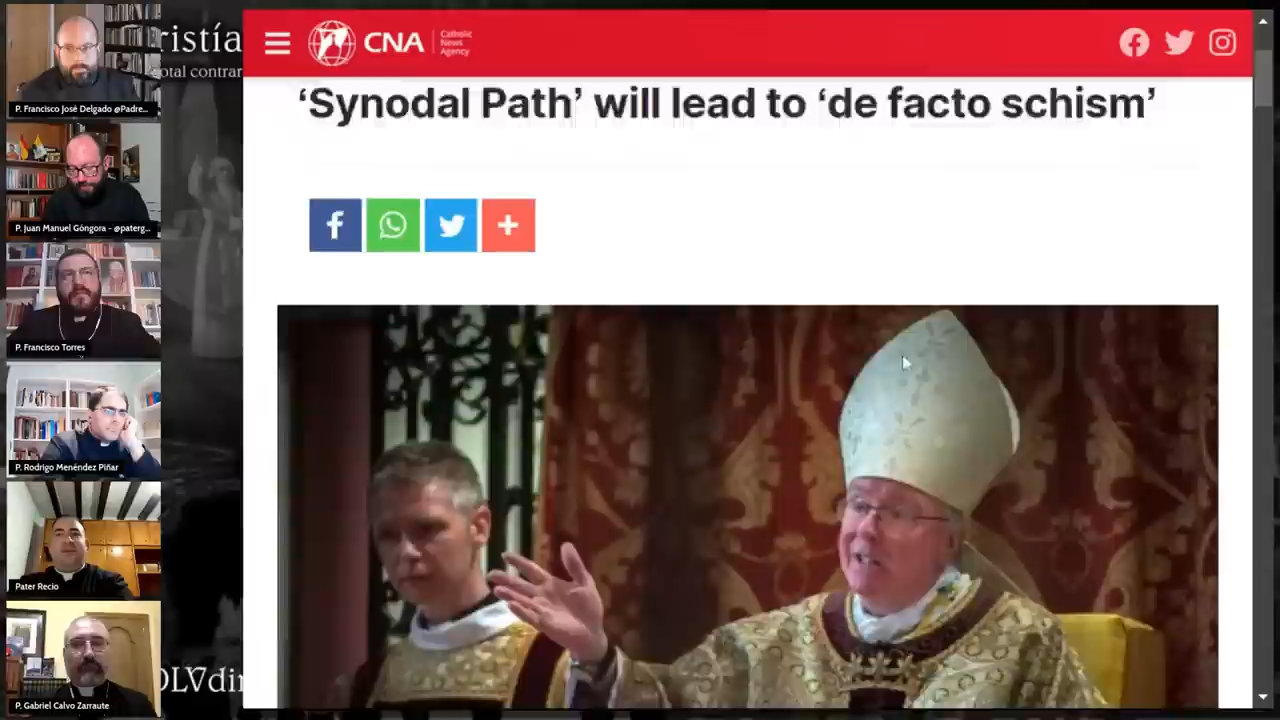 P. Francisco José Delgado @Padre...
P. Juan Manuel Góngora - @paterg...
P. Francisco Torres
P. Rodrigo Menéndez Piñar
Pater Recio
P. Gabriel Calvo Zarraute
ristía
otal contrar
CNA
Catholic
News
Agency
‘Synodal Path’ will lead to ‘de facto schism’